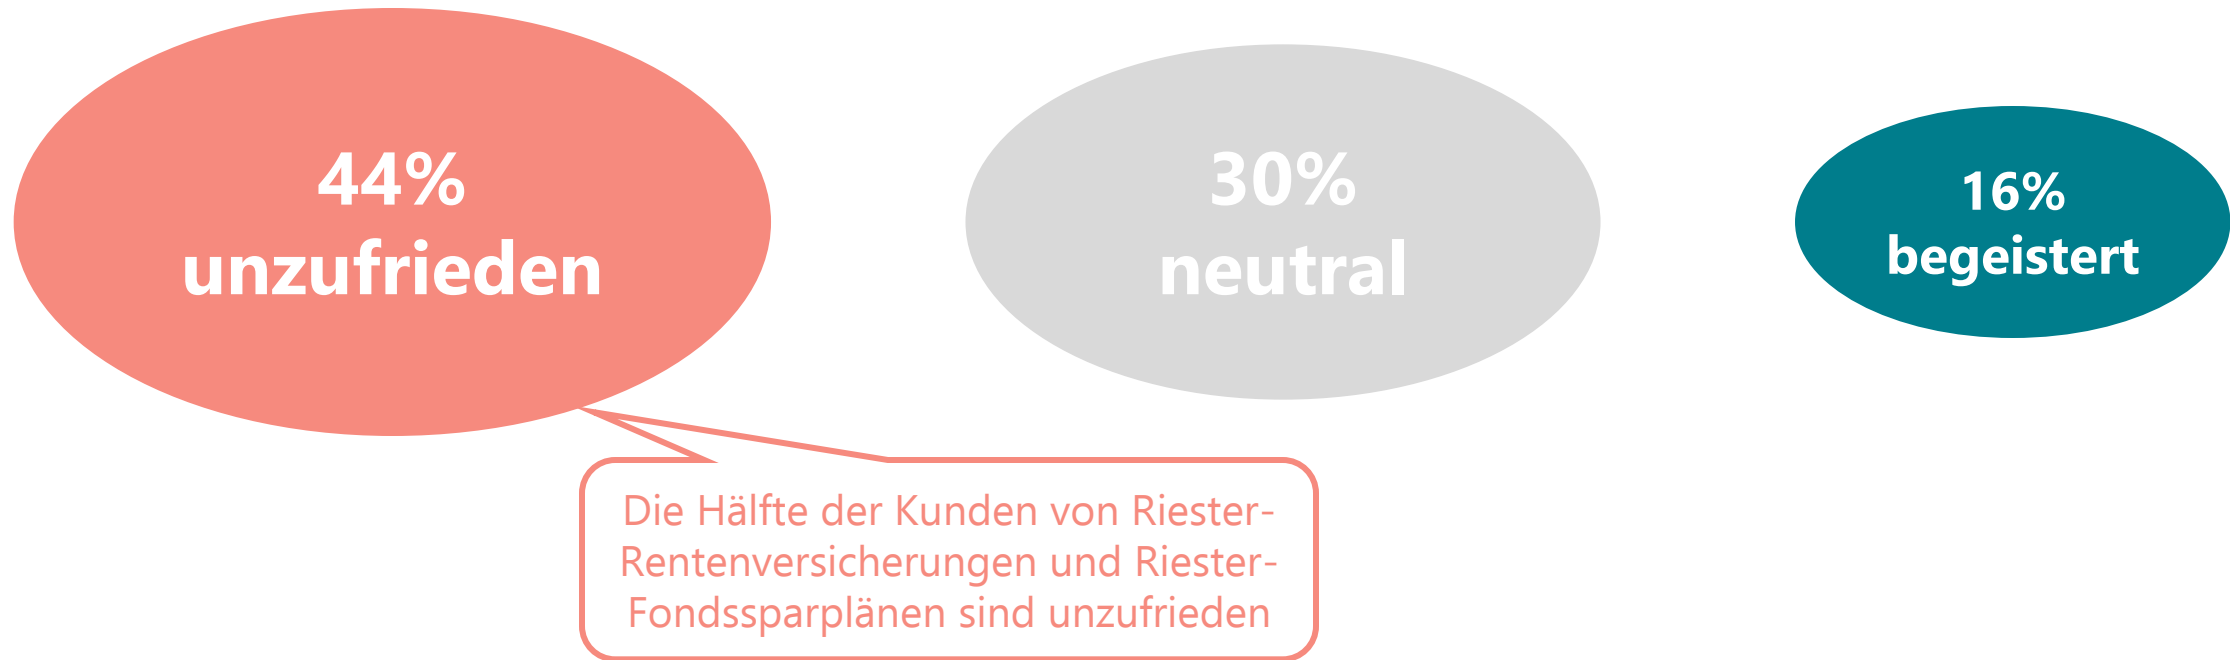 44%
unzufrieden
30%
neutral
16%
begeistert
Die Hälfte der Kunden von Riester-
Rentenversicherungen und Riester-
Fondssparplänen sind unzufrieden